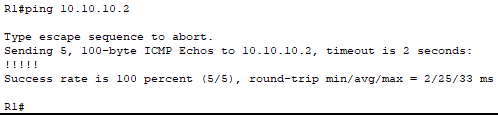 R1#ping 10.10.10.2
Type escape sequence to abort.
Sending 5, 100-byte ICMP Echos to 10.10.10.2, timeout is 2 seconds:
!!!!!
Success rate is 100 percent (5/5), round-trip min/avg/max = 2/25/33 ms
R1#